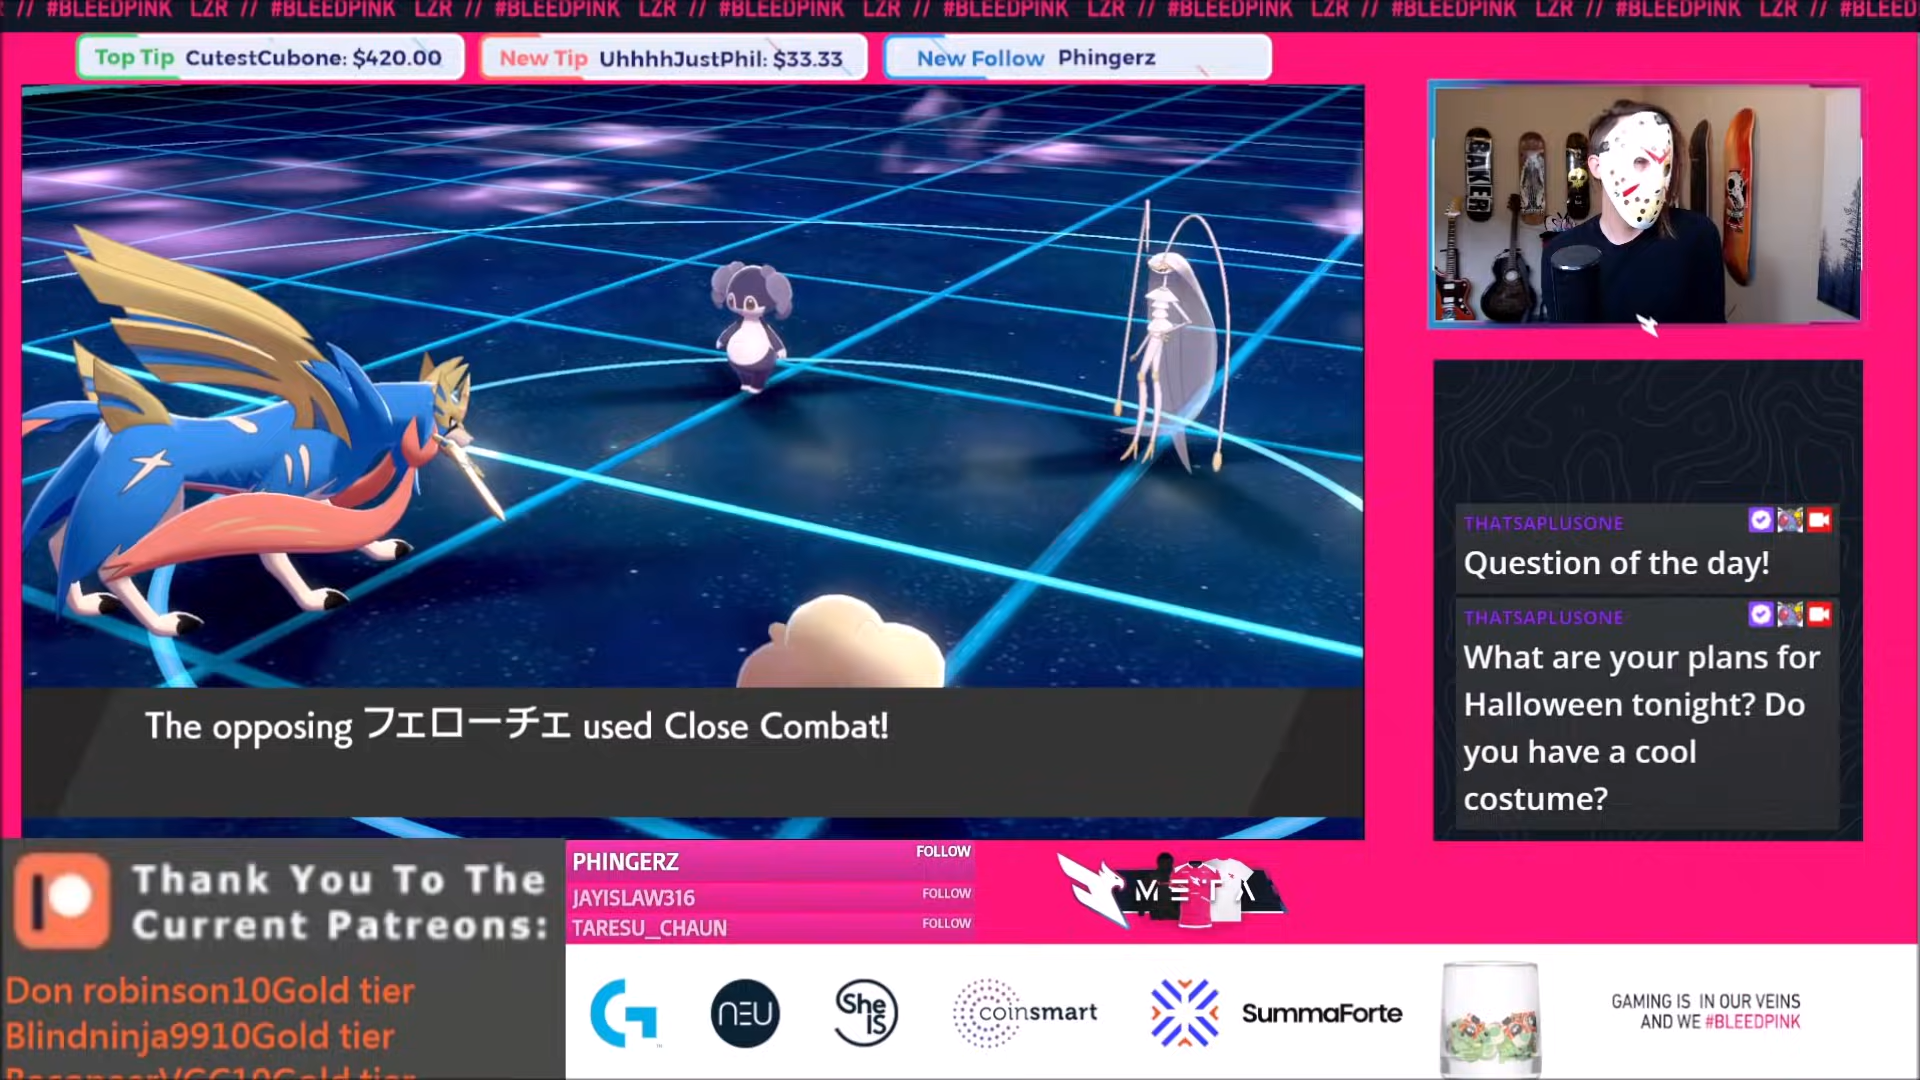 // #BLEEDPINK LZR // #BLEEDPINK LZR // #BLEEDPINK LZR // #BLEEDPINK LZR // #BLEEDPINK LZR // #BLEEDPINK LZR // #BLEEDPINK LZR // #BLEEDPINK LZR // #BLEED
Top Tip CutestCubone: $420.00
New Tip UhhhhJustPhil: $33.33
New Follow Phingerz
BAKER
The opposing フェローチェ used Close Combat!
THATSAPLUSONE
Question of the day!
THATSAPLUSONE
What are your plans for
Halloween tonight? Do
you have a cool
costume?
Thank You To The
Current Patreons:
Don robinson10Gold tier
Blindninja9910Gold tier
PHINGERZ FOLLOW
JAYISLAW316 FOLLOW
TARESU_CHAUN FOLLOW
META
G
NEU
She IS
coinsmart
SummaForte
GAMING IS IN OUR VEINS
AND WE #BLEEDPINK